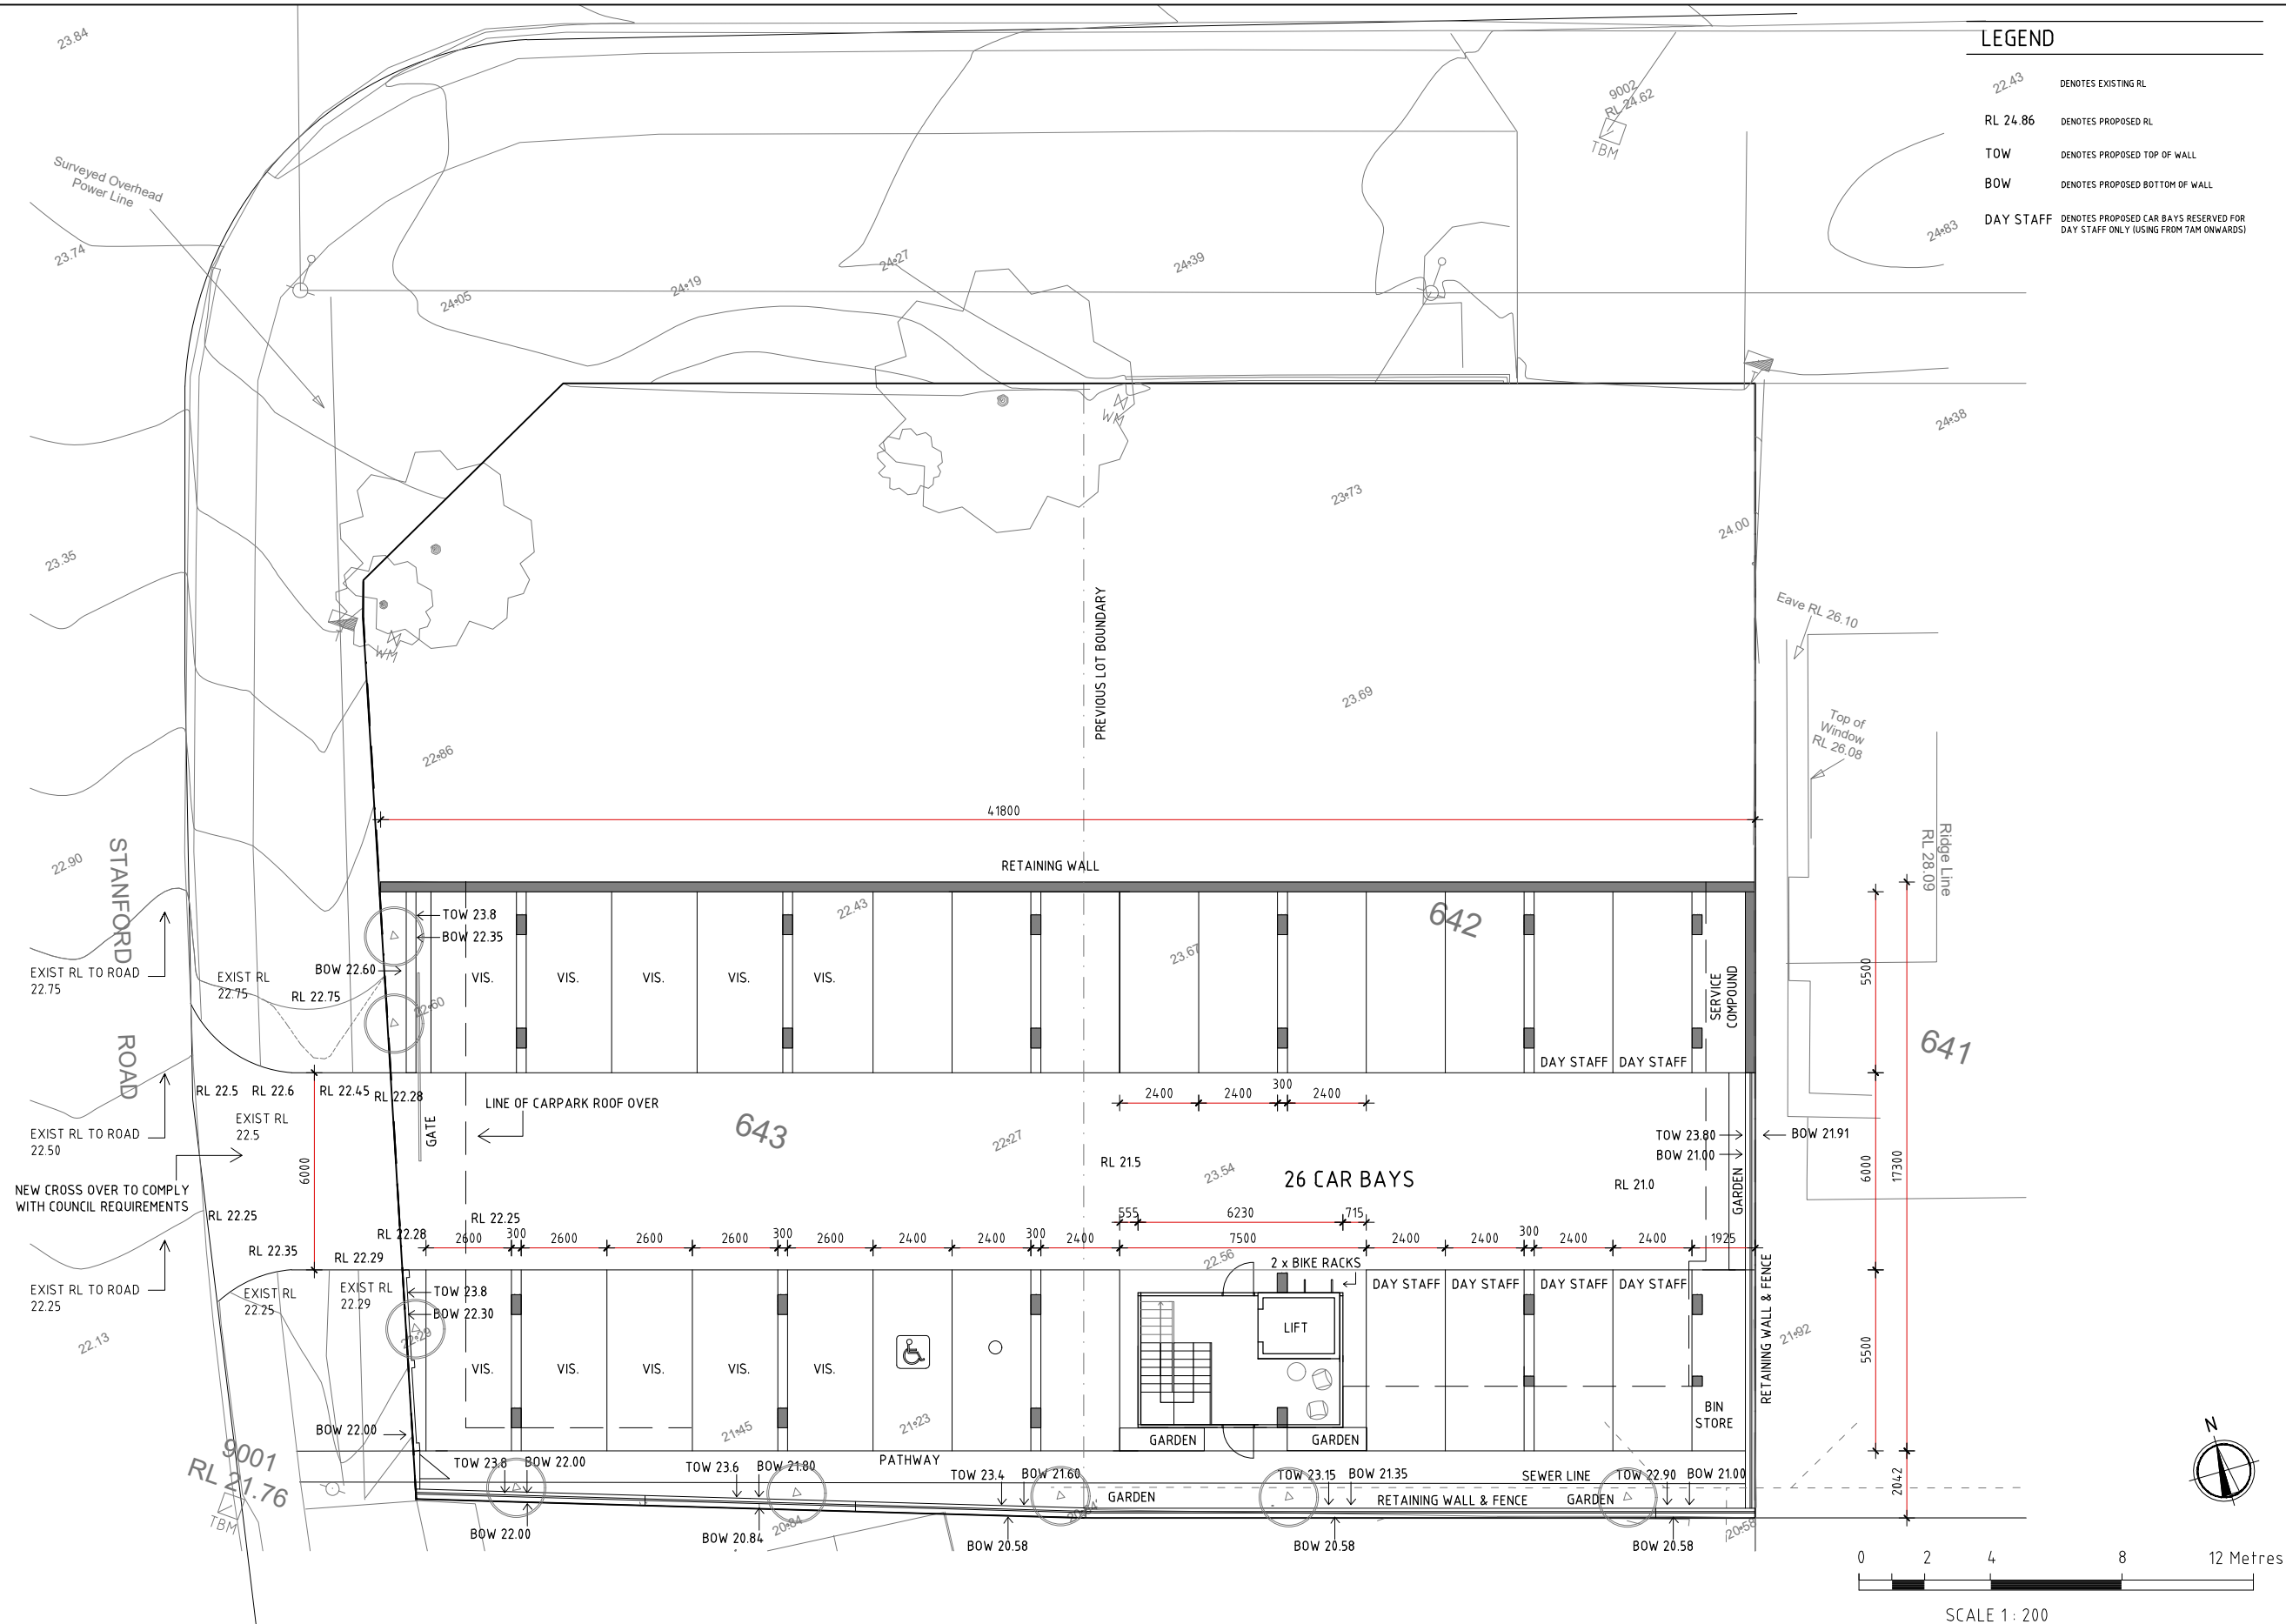 LEGEND
22.43 DENOTES EXISTING RL
RL 24.86 DENOTES PROPOSED RL
TOW DENOTES PROPOSED TOP OF WALL
BOW DENOTES PROPOSED BOTTOM OF WALL
DAY STAFF DENOTES PROPOSED CAR BAYS RESERVED FOR
DAY STAFF ONLY (USING FROM 7AM ONWARDS)
23.84
9002
RL 24.62
TBM
Surveyed Overhead
Power Line
23.74
24.05
24.19
24.27
24.39
24.83
WM
24.38
23.73
24.00
23.35
WM
Eave RL 26.10
PREVIOUS LOT BOUNDARY
23.69
Top of
Window
RL 26.08
22.86
41800
Ridge Line
RL 28.09
22.90
STANFORD
ROAD
RETAINING WALL
TOW 23.8
BOW 22.35
22.43
642
23.67
EXIST RL TO ROAD
22.75
EXIST RL
22.75
BOW 22.60
RL 22.75
22.60
VIS.
VIS.
VIS.
VIS.
VIS.
SERVICE
COMPOUND
5500
641
DAY STAFF
DAY STAFF
RL 22.5
RL 22.6
RL 22.45
RL 22.28
LINE OF CARPARK ROOF OVER
2400
2400
300
2400
EXIST RL
22.5
EXIST RL TO ROAD
22.50
GATE
643
22.27
TOW 23.80
BOW 21.00
BOW 21.91
6000
RL 21.5
23.54
26 CAR BAYS
RL 21.0
GARDEN
6000
17300
NEW CROSS OVER TO COMPLY
WITH COUNCIL REQUIREMENTS
RL 22.25
RL 22.28
RL 22.25
555
6230
715
2600
300
2600
2600
2600
300
2600
2400
2400
300
2400
7500
2400
2400
300
2400
2400
1925
RL 22.35
RL 22.29
22.56
2 x BIKE RACKS
EXIST RL TO ROAD
22.25
EXIST RL
22.25
EXIST RL
22.29
TOW 23.8
BOW 22.30
22.29
DAY STAFF
DAY STAFF
DAY STAFF
DAY STAFF
RETAINING WALL & FENCE
22.13
LIFT
21.92
5500
VIS.
VIS.
VIS.
VIS.
VIS.
BIN
STORE
BOW 22.00
21.45
21.23
GARDEN
GARDEN
N
9001
RL 21.76
TBM
PATHWAY
TOW 23.8
BOW 22.00
TOW 23.6
BOW 21.80
TOW 23.4
BOW 21.60
TOW 23.15
BOW 21.35
SEWER LINE
TOW 22.90
BOW 21.00
2042
GARDEN
RETAINING WALL & FENCE
GARDEN
BOW 22.00
BOW 20.84
20.84
BOW 20.58
BOW 20.58
BOW 20.58
20.58
0 2 4 8 12 Metres
SCALE 1 : 200